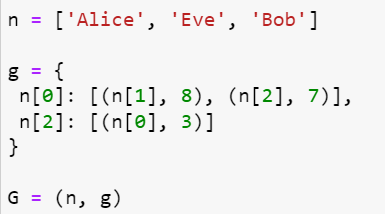 n = ['Alice', 'Eve', 'Bob']
g = {
 n[0]: [(n[1], 8), (n[2], 7)],
 n[2]: [(n[0], 3)]
}
G = (n, g)